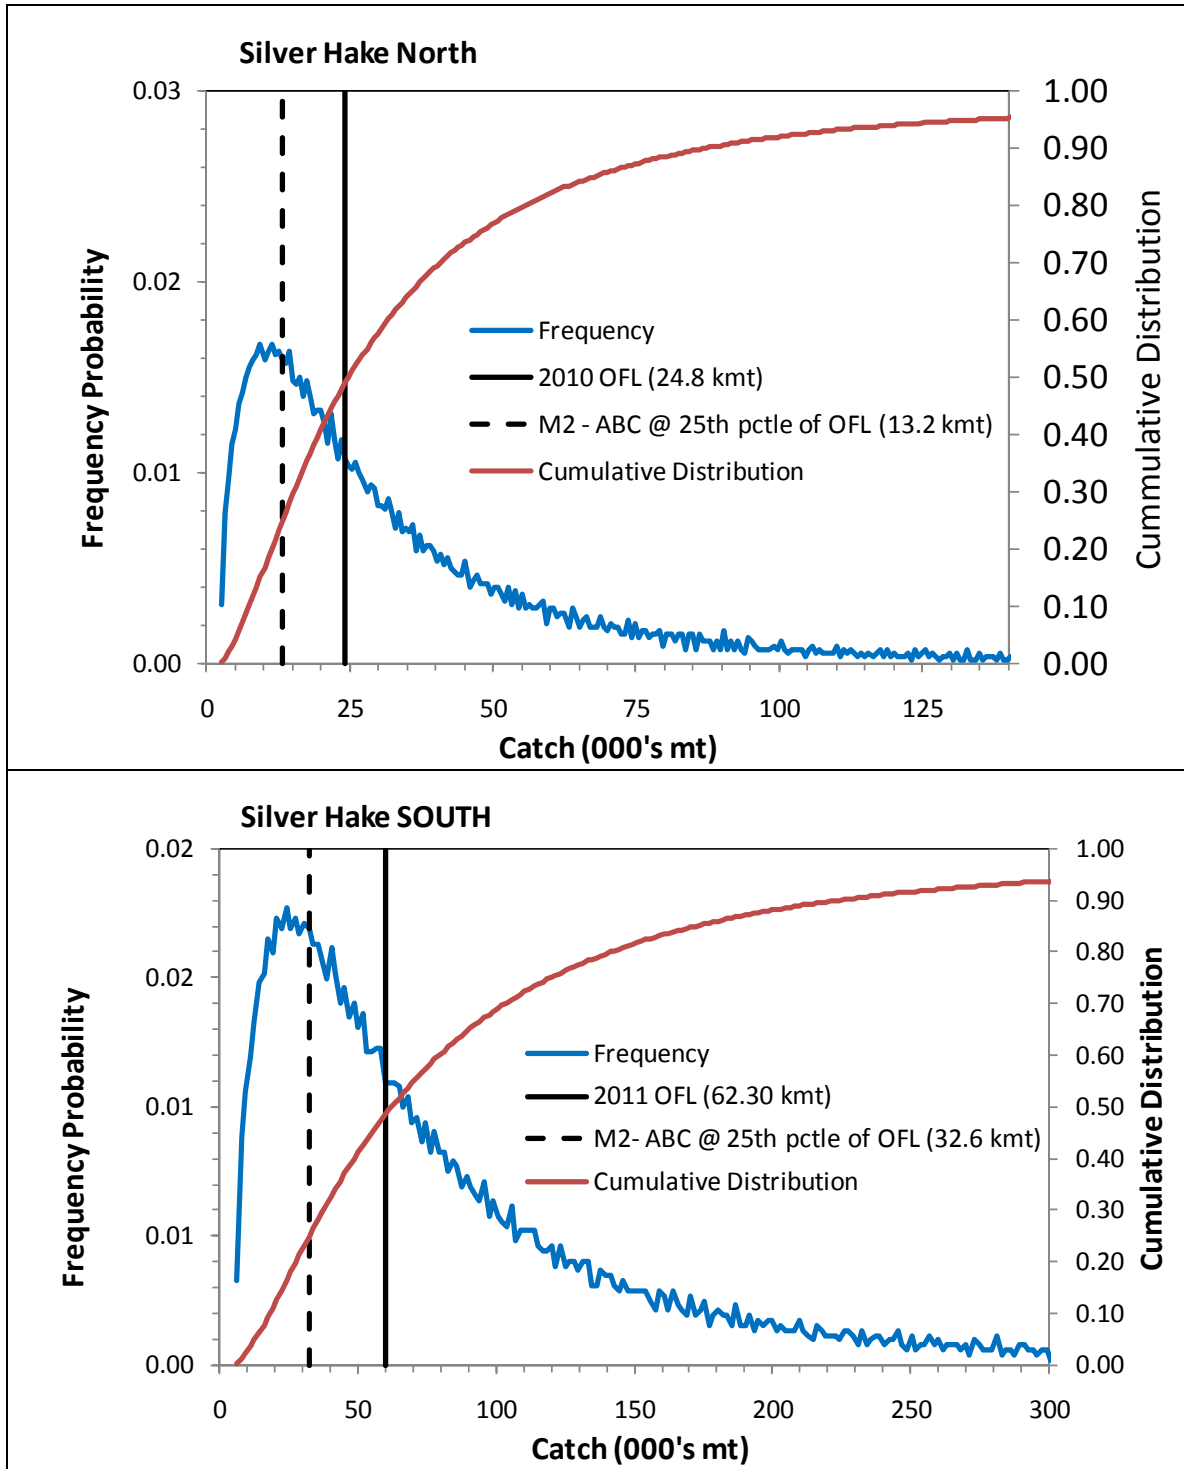 Silver Hake North
0.03
0.02
0.01
0.00
Frequency Probability
1.00
0.90
0.80
0.70
0.60
0.50
0.40
0.30
0.20
0.10
0.00
Cummulative Distribution
Frequency
2010 OFL (24.8 kmt)
M2 - ABC @ 25th pctle of OFL (13.2 kmt)
Cumulative Distribution
0 25 50 75 100 125
Catch (000's mt)
Silver Hake SOUTH
0.02
0.02
0.01
0.01
0.00
Frequency Probability
1.00
0.90
0.80
0.70
0.60
0.50
0.40
0.30
0.20
0.10
0.00
Cumulative Distribution
Frequency
2011 OFL (62.30 kmt)
M2- ABC @ 25th pctle of OFL (32.6 kmt)
Cumulative Distribution
0 50 100 150 200 250 300
Catch (000's mt)